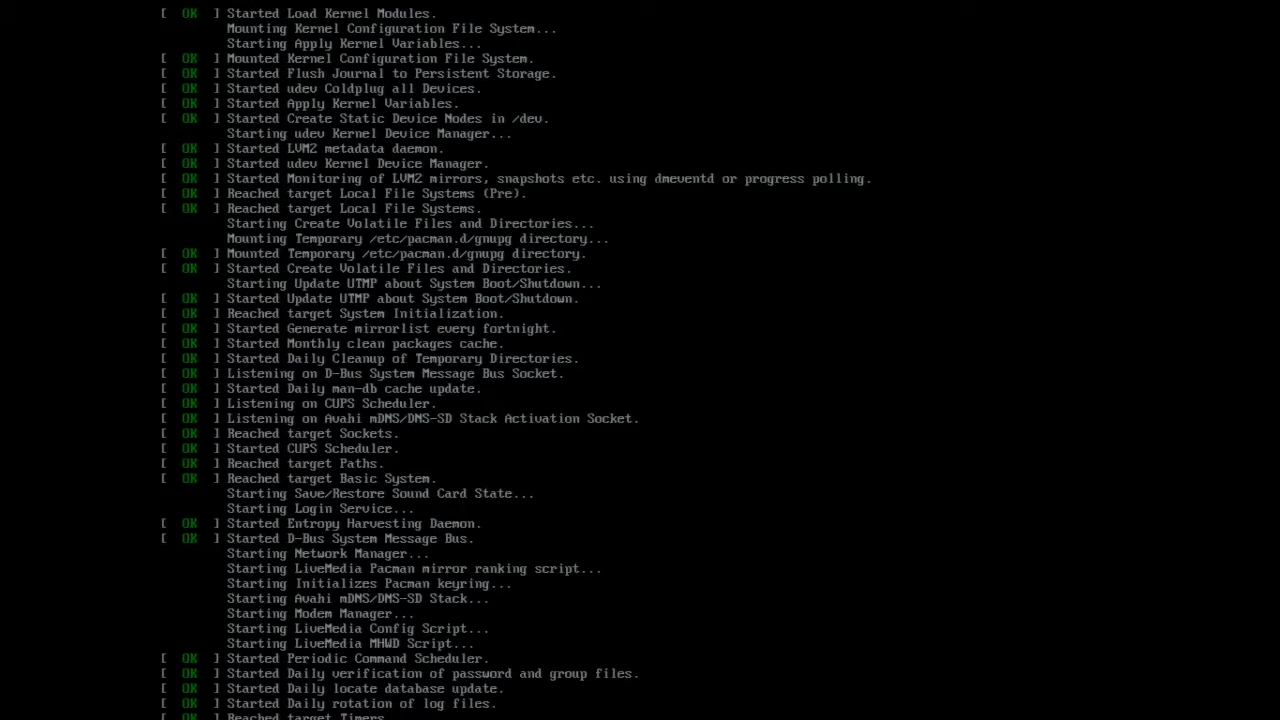 [  OK  ] Started Load Kernel Modules.
Mounting Kernel Configuration File System...
Starting Apply Kernel Variables...
[  OK  ] Mounted Kernel Configuration File System.
[  OK  ] Started Flush Journal to Persistent Storage.
[  OK  ] Started udev Coldplug all Devices.
[  OK  ] Started Apply Kernel Variables.
[  OK  ] Started Create Static Device Nodes in /dev.
Starting udev Kernel Device Manager...
[  OK  ] Started LVM2 metadata daemon.
[  OK  ] Started udev Kernel Device Manager.
[  OK  ] Started Monitoring of LVM2 mirrors, snapshots etc. using dmeventd or progress polling.
[  OK  ] Reached target Local File Systems (Pre).
[  OK  ] Reached target Local File Systems.
Starting Create Volatile Files and Directories...
Mounting Temporary /etc/pacman.d/gnupg directory...
[  OK  ] Mounted Temporary /etc/pacman.d/gnupg directory.
[  OK  ] Started Create Volatile Files and Directories.
Starting Update UTMP about System Boot/Shutdown...
[  OK  ] Started Update UTMP about System Boot/Shutdown.
[  OK  ] Reached target System Initialization.
[  OK  ] Started Generate mirrorlist every fortnight.
[  OK  ] Started Monthly clean packages cache.
[  OK  ] Started Daily Cleanup of Temporary Directories.
[  OK  ] Listening on D-Bus System Message Bus Socket.
[  OK  ] Started Daily man-db cache update.
[  OK  ] Listening on CUPS Scheduler.
[  OK  ] Listening on Avahi mDNS/DNS-SD Stack Activation Socket.
[  OK  ] Reached target Sockets.
[  OK  ] Started CUPS Scheduler.
[  OK  ] Reached target Paths.
[  OK  ] Reached target Basic System.
Starting Save/Restore Sound Card State...
Starting Login Service...
[  OK  ] Started Entropy Harvesting Daemon.
[  OK  ] Started D-Bus System Message Bus.
Starting Network Manager...
Starting LiveMedia Pacman mirror ranking script...
Starting Initializes Pacman keyring...
Starting Avahi mDNS/DNS-SD Stack...
Starting Modem Manager...
Starting LiveMedia Config Script...
Starting LiveMedia MHWD Script...
[  OK  ] Started Periodic Command Scheduler.
[  OK  ] Started Daily verification of password and group files.
[  OK  ] Started Daily locate database update.
[  OK  ] Started Daily rotation of log files.
[  OK  ] Reached target Timers.